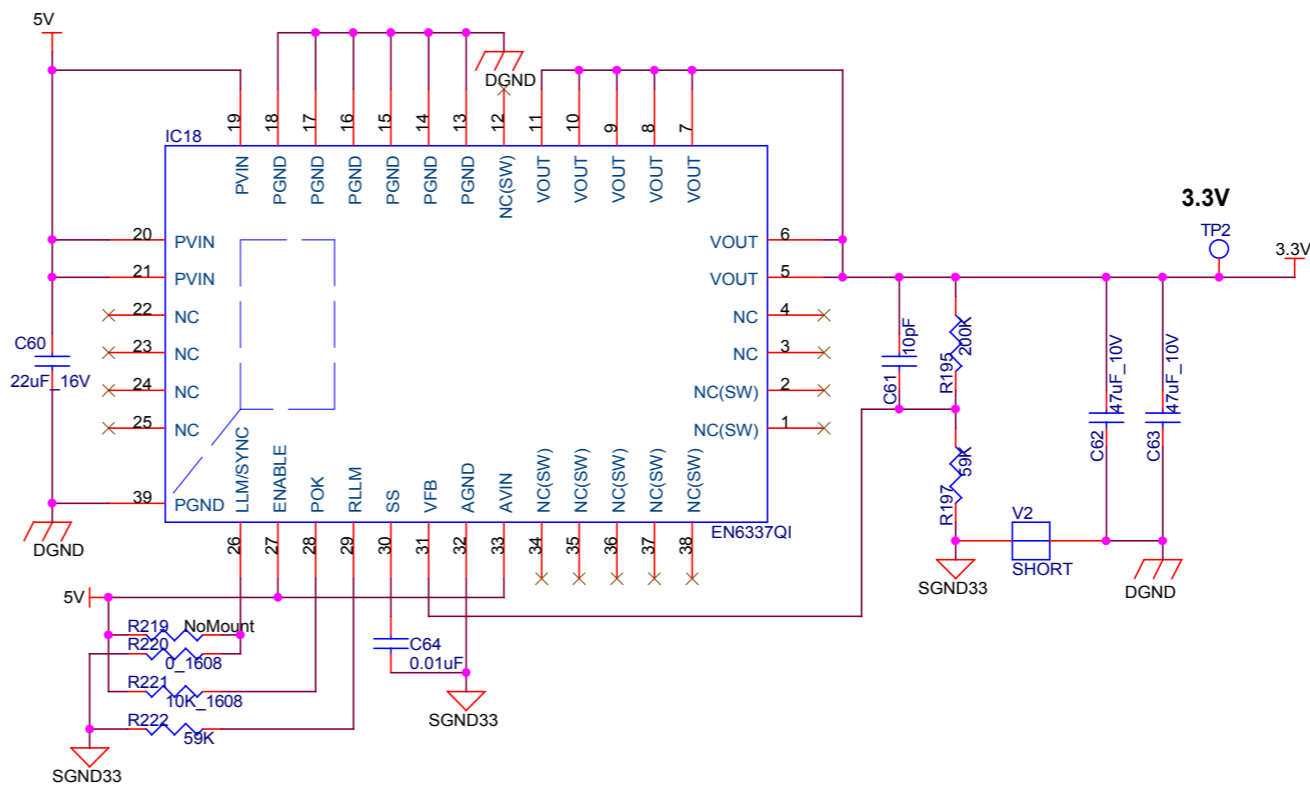 5V
DGND
19
18
17
16
15
14
13
12
11
10
9
8
7
IC18
PVIN
PGND
PGND
PGND
PGND
PGND
PGND
NC(SW)
VOUT
VOUT
VOUT
VOUT
VOUT
3.3V
TP2
3.3V
20 PVIN
21 PVIN
22 NC
23 NC
24 NC
25 NC
39 PGND
VOUT 6
VOUT 5
NC 4
NC 3
NC(SW) 2
NC(SW) 1
C60
22uF_16V
DGND
C61
10pF
R195
200K
R197
59K
C62
47uF_10V
C63
47uF_10V
V2
SHORT
SGND33
DGND
LLM/SYNC
ENABLE
POK
RLLM
SS
VFB
AGND
AVIN
NC(SW)
NC(SW)
NC(SW)
NC(SW)
NC(SW)
EN6337QI
26
27
28
29
30
31
32
33
34
35
36
37
38
5V
R219 NoMount
R220
0_1608
R221
10K_1608
R222
59K
SGND33
C64
0.01uF
SGND33